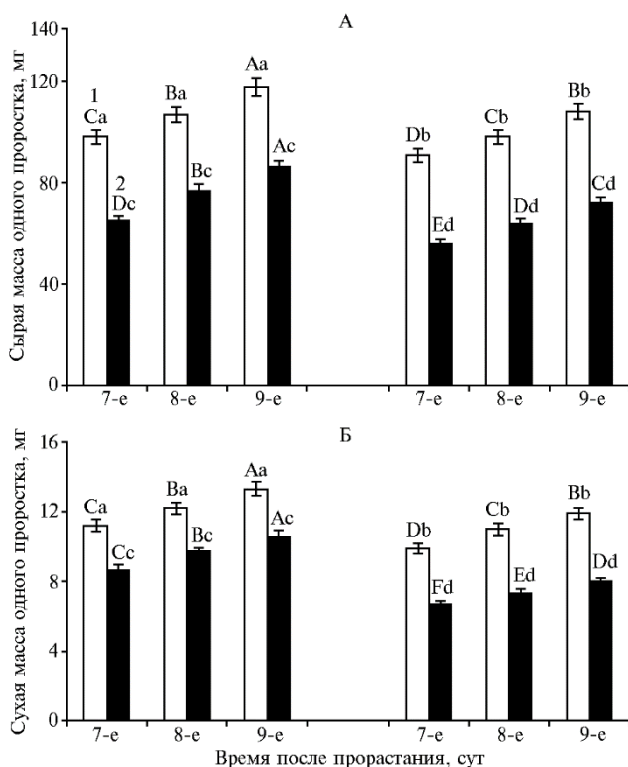 А
Сырая масса одного проростка, мг
140
120
80
40
0
1
Ca
2
Dc
Ba
Bc
Aa
Ac
Db
Ed
Cb
Dd
Bb
Cd
7-е 8-е 9-е 7-е 8-е 9-е
Б
Сухая масса одного проростка, мг
16
12
8
4
0
Ca
Cc
Ba
Bc
Aa
Ac
Db
Fd
Cb
Ed
Bb
Dd
7-е 8-е 9-е 7-е 8-е 9-е
Время после прорастания, сут